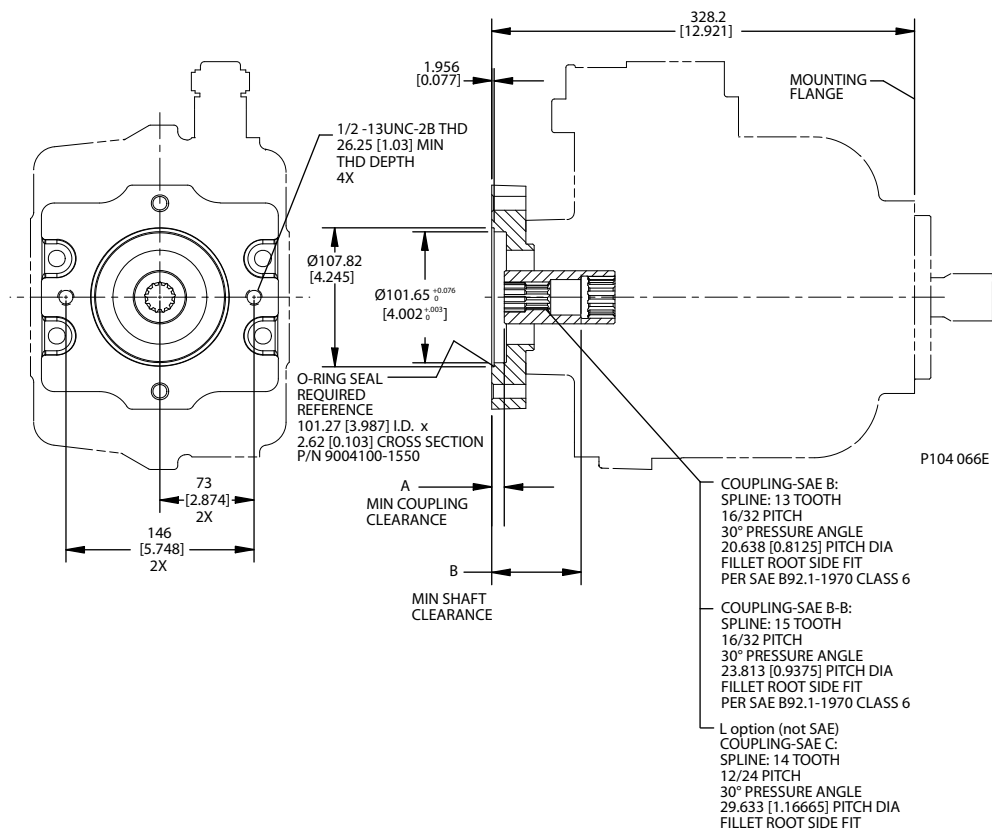 328.2
[12.921]
1.956
[0.077]
MOUNTING
FLANGE
1/2 -13UNC-2B THD
26.25 [1.03] MIN
THD DEPTH
4X
Ø107.82
[4.245]
Ø101.65 +0.076 0
[4.002 +.003 0]
O-RING SEAL
REQUIRED
REFERENCE
101.27 [3.987] I.D. x
2.62 [0.103] CROSS SECTION
P/N 9004100-1550
P104 066E
73
[2.874]
2X
146
[5.748]
2X
A
MIN COUPLING
CLEARANCE
B
MIN SHAFT
CLEARANCE
COUPLING-SAE B:
SPLINE: 13 TOOTH
16/32 PITCH
30° PRESSURE ANGLE
20.638 [0.8125] PITCH DIA
FILLET ROOT SIDE FIT
PER SAE B92.1-1970 CLASS 6
COUPLING-SAE B-B:
SPLINE: 15 TOOTH
16/32 PITCH
30° PRESSURE ANGLE
23.813 [0.9375] PITCH DIA
FILLET ROOT SIDE FIT
PER SAE B92.1-1970 CLASS 6
L option (not SAE)
COUPLING-SAE C:
SPLINE: 14 TOOTH
12/24 PITCH
30° PRESSURE ANGLE
29.633 [1.16665] PITCH DIA
FILLET ROOT SIDE FIT